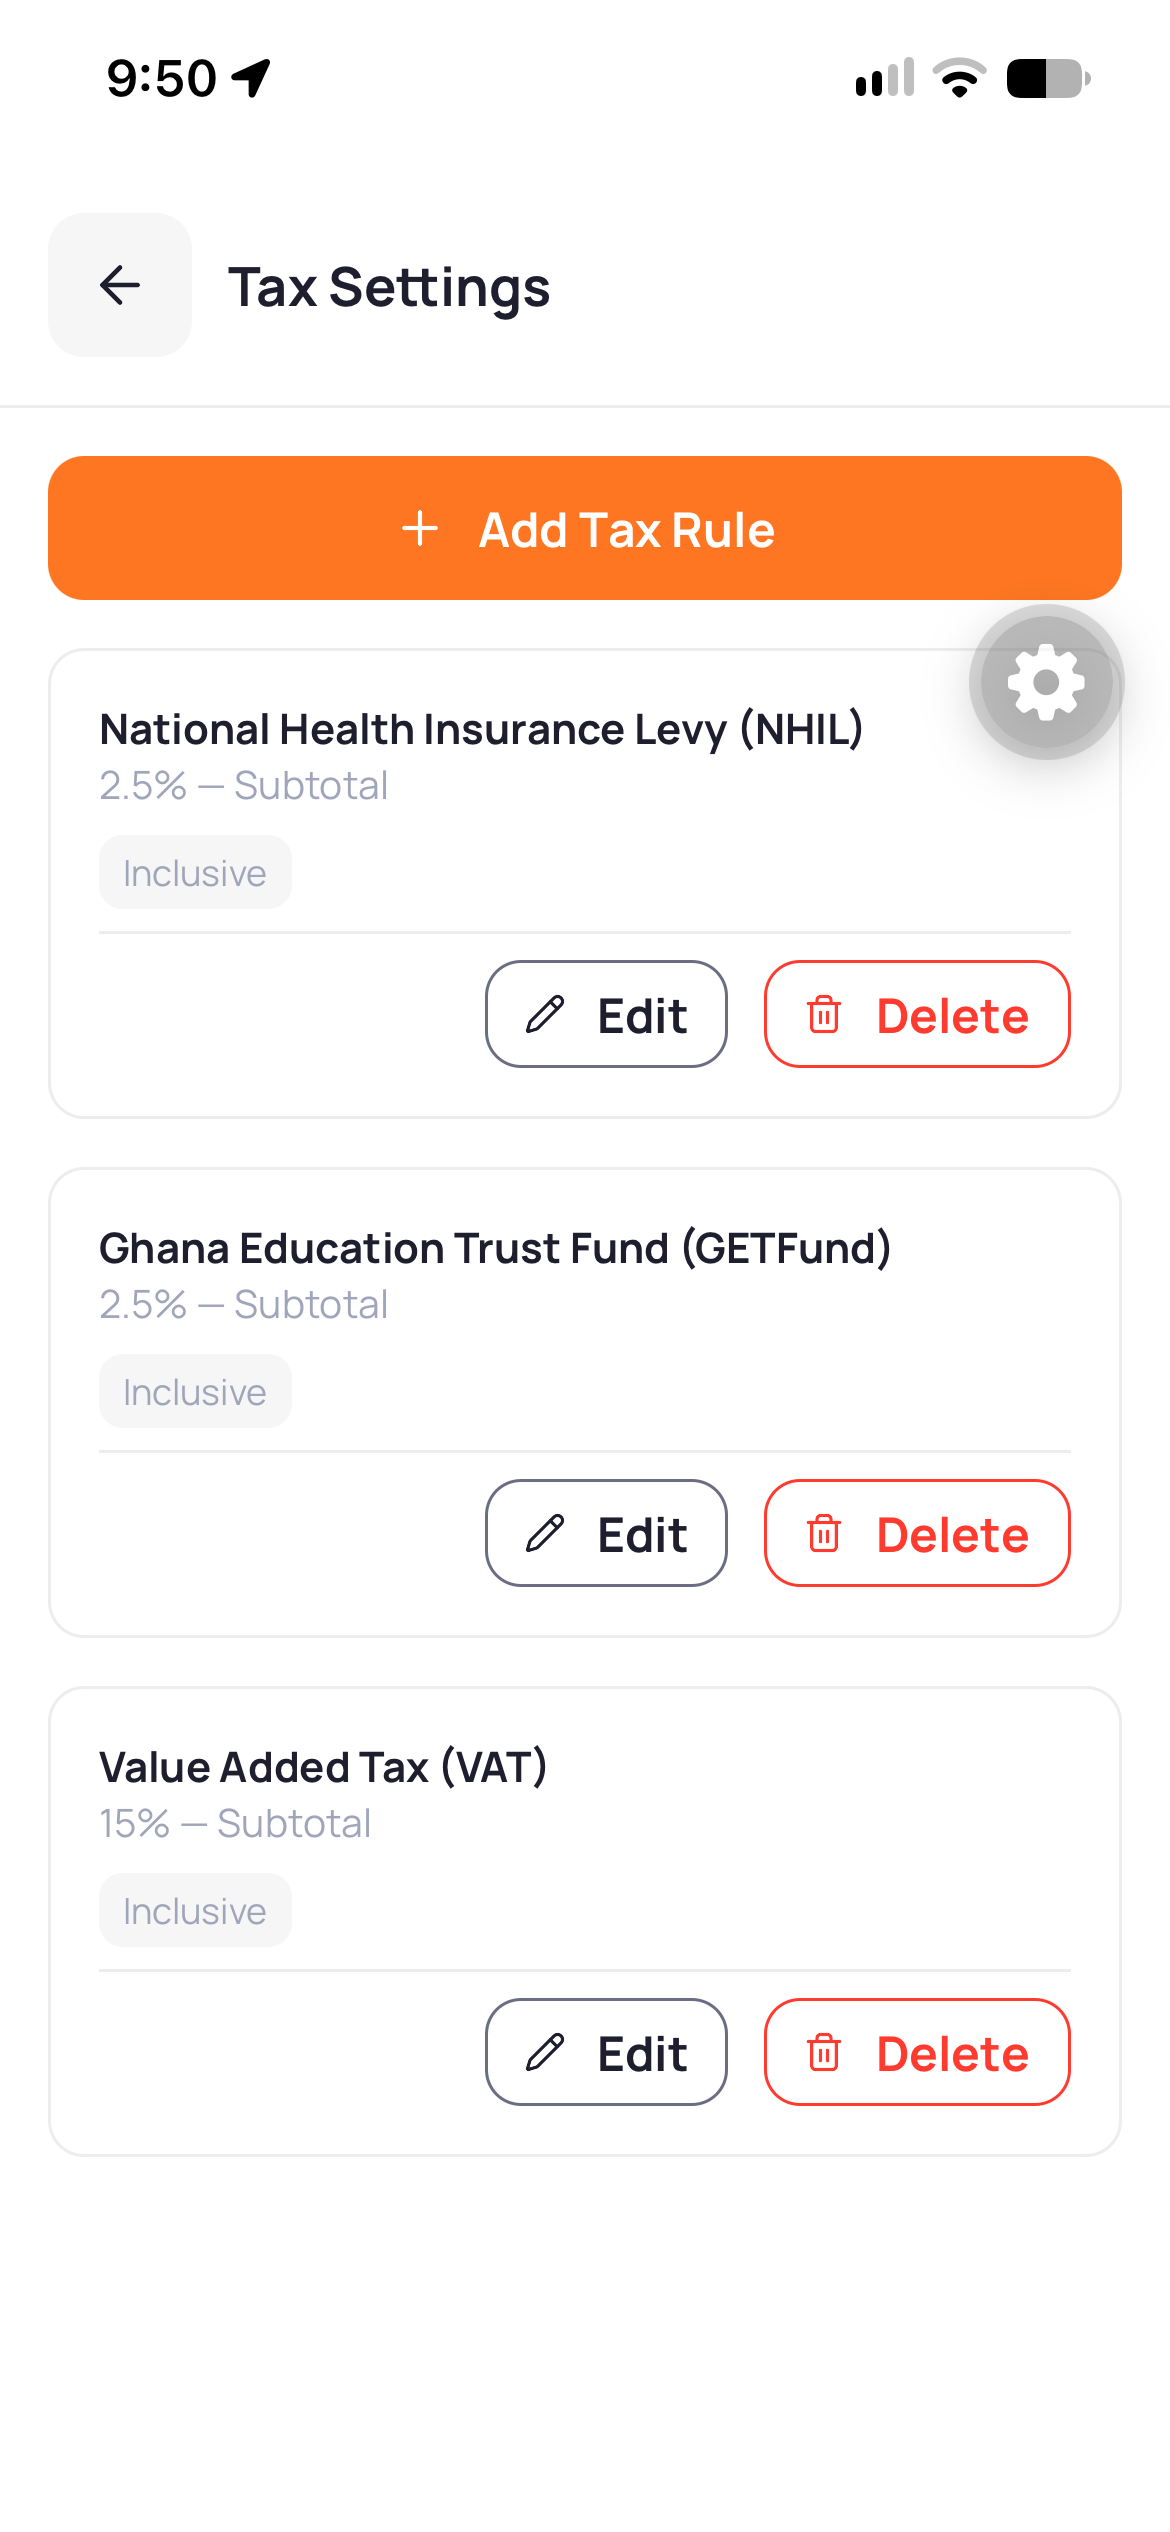 9:50
Tax Settings
Add Tax Rule
National Health Insurance Levy (NHIL)
2.5% — Subtotal
Inclusive
Edit
Delete
Ghana Education Trust Fund (GETFund)
2.5% — Subtotal
Inclusive
Edit
Delete
Value Added Tax (VAT)
15% — Subtotal
Inclusive
Edit
Delete